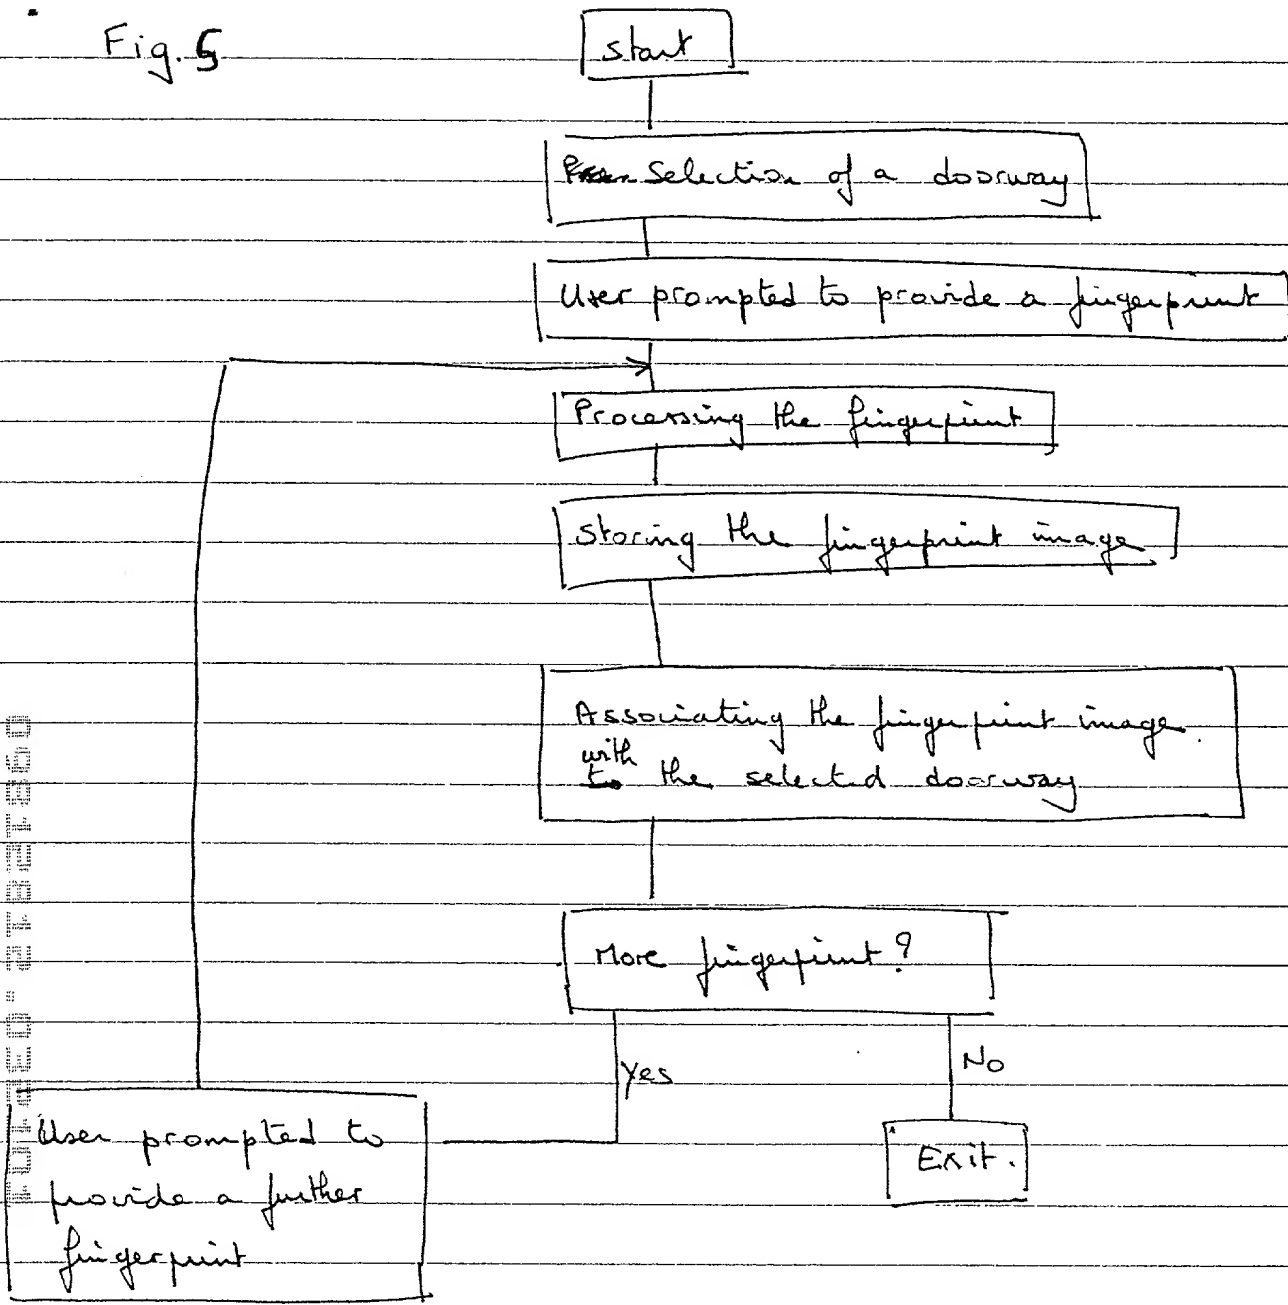 Fig. 5
start
Selection of a doorway
User prompted to provide a fingerprint
Processing the fingerprint
Storing the fingerprint image
Associating the fingerprint image
with
to the selected doorway
More fingerprint?
Yes
No
User prompted to
provide a further
fingerprint
Exit.